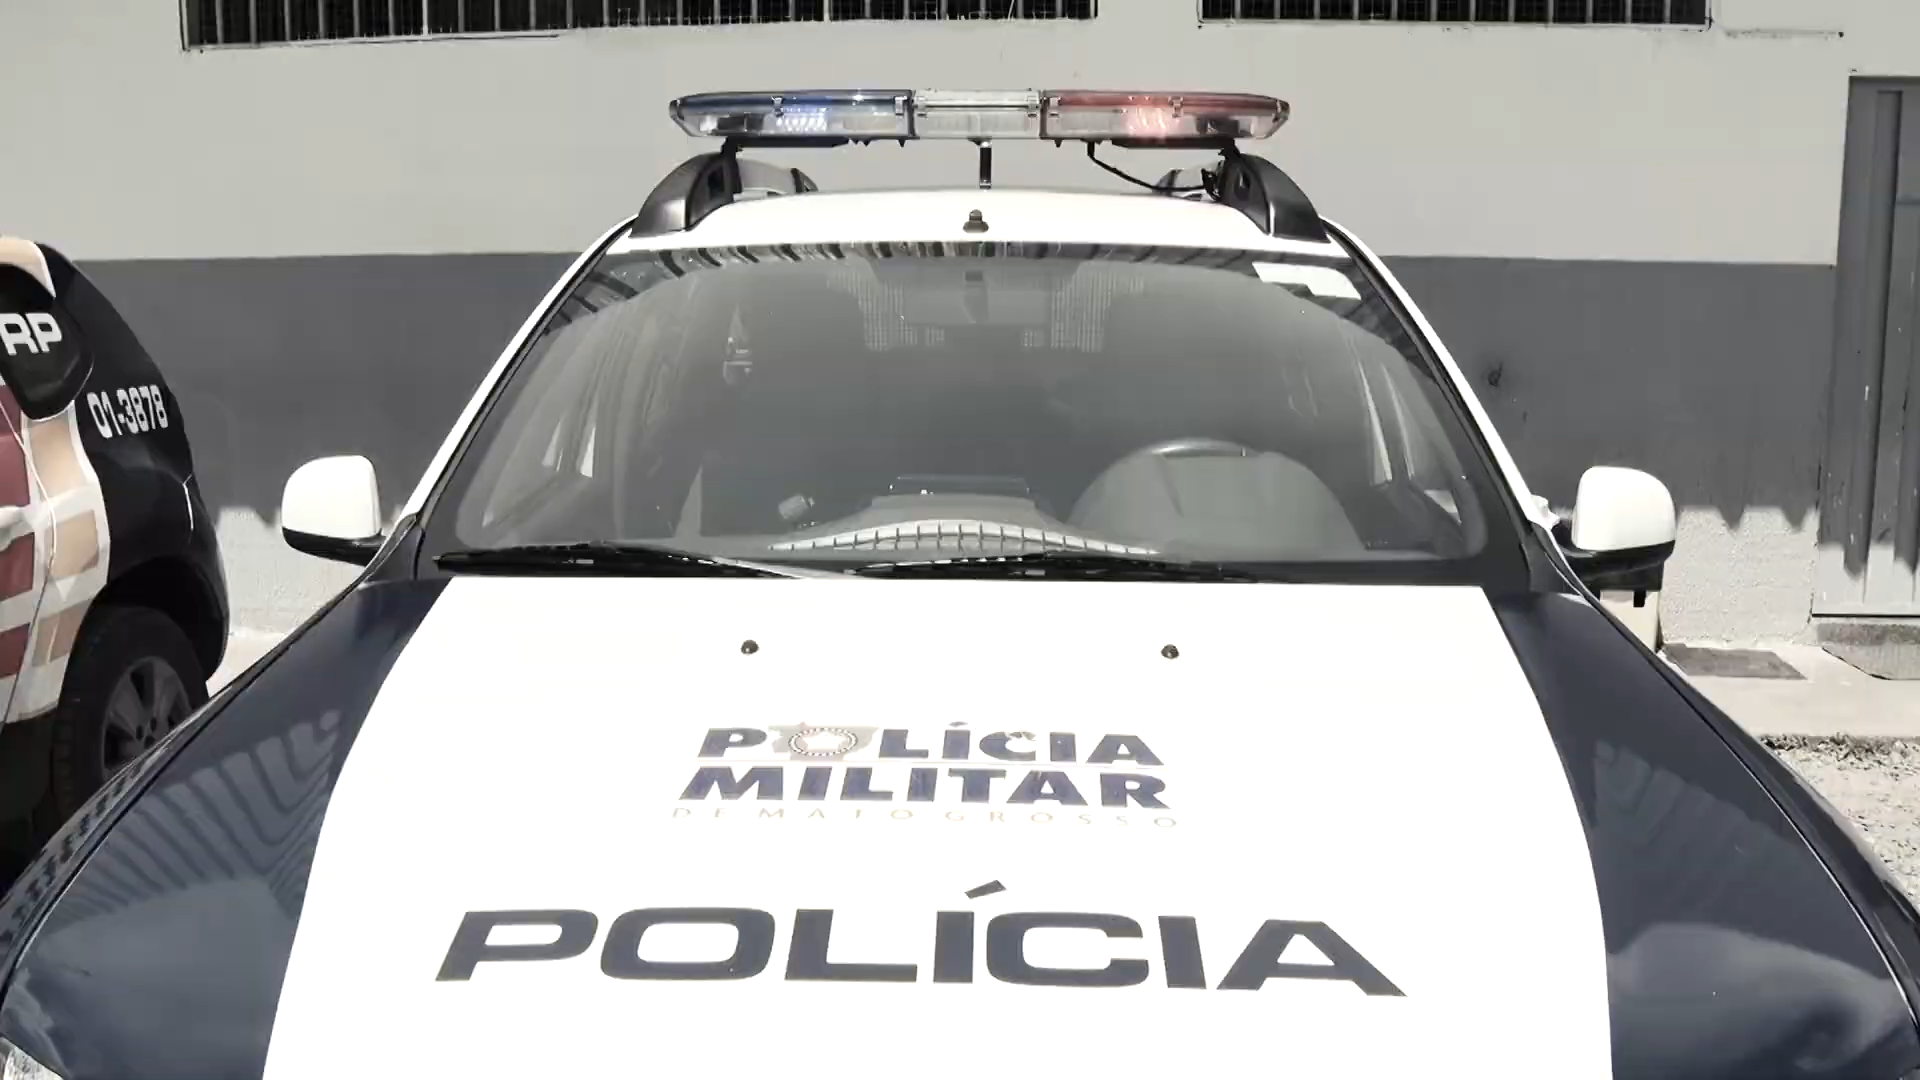 RP
01-3878
POLÍCIA
MILITAR
DE MATO GROSSO
POLÍCIA